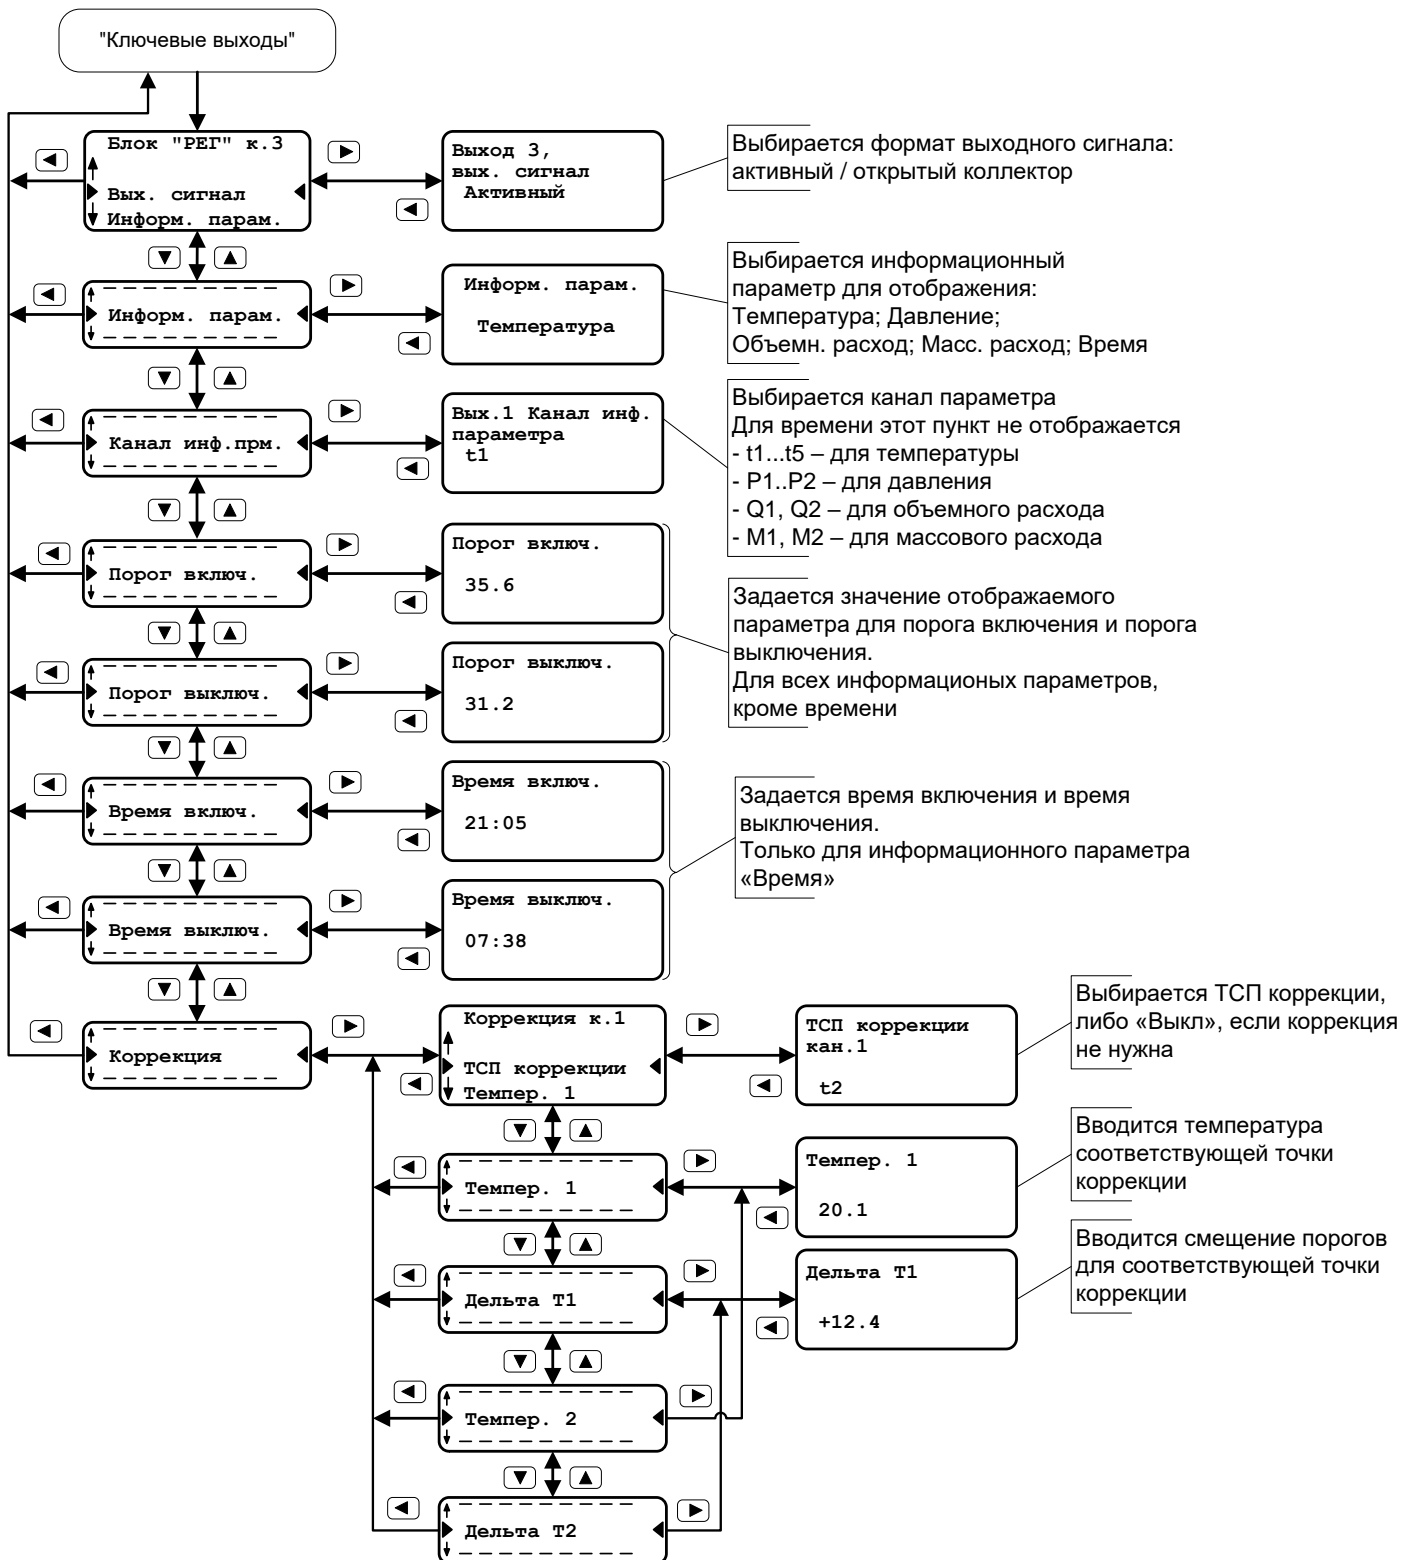 "Ключевые выходы"
Блок "РЕГ" к.3
Вых. сигнал
Информ. парам.
Выход 3,
вых. сигнал
Активный
Выбирается формат выходного сигнала:
активный / открытый коллектор
Информ. парам.
Информ. парам.
Температура
Выбирается информационный
параметр для отображения:
Температура; Давление;
Объемн. расход; Масс. расход; Время
Канал инф.прм.
Вых.1 Канал инф.
параметра
t1
Выбирается канал параметра
Для времени этот пункт не отображается
- t1...t5 – для температуры
- P1..P2 – для давления
- Q1, Q2 – для объемного расхода
- M1, M2 – для массового расхода
Порог включ.
Порог включ.
35.6
Порог выключ.
Порог выключ.
31.2
Задается значение отображаемого
параметра для порога включения и порога
выключения.
Для всех информационых параметров,
кроме времени
Время включ.
Время включ.
21:05
Время выключ.
Время выключ.
07:38
Задается время включения и время
выключения.
Только для информационного параметра
«Время»
Коррекция
Коррекция к.1
ТСП коррекции
Темпер. 1
ТСП коррекции
кан.1
t2
Выбирается ТСП коррекции,
либо «Выкл», если коррекция
не нужна
Темпер. 1
Темпер. 1
20.1
Вводится температура
соответствующей точки
коррекции
Дельта Т1
Дельта Т1
+12.4
Вводится смещение порогов
для соответствующей точки
коррекции
Темпер. 2
Дельта Т2